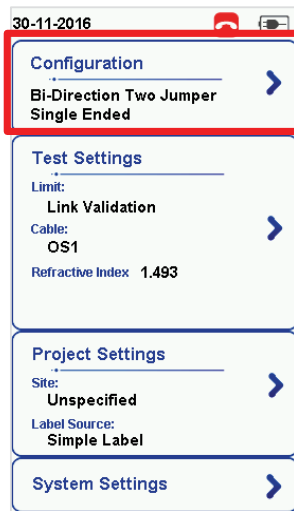 30-11-2016
Configuration
Bi-Direction Two Jumper
Single Ended
Test Settings
Limit:
Link Validation
Cable:
OS1
Refractive Index 1.493
Project Settings
Site:
Unspecified
Label Source:
Simple Label
System Settings